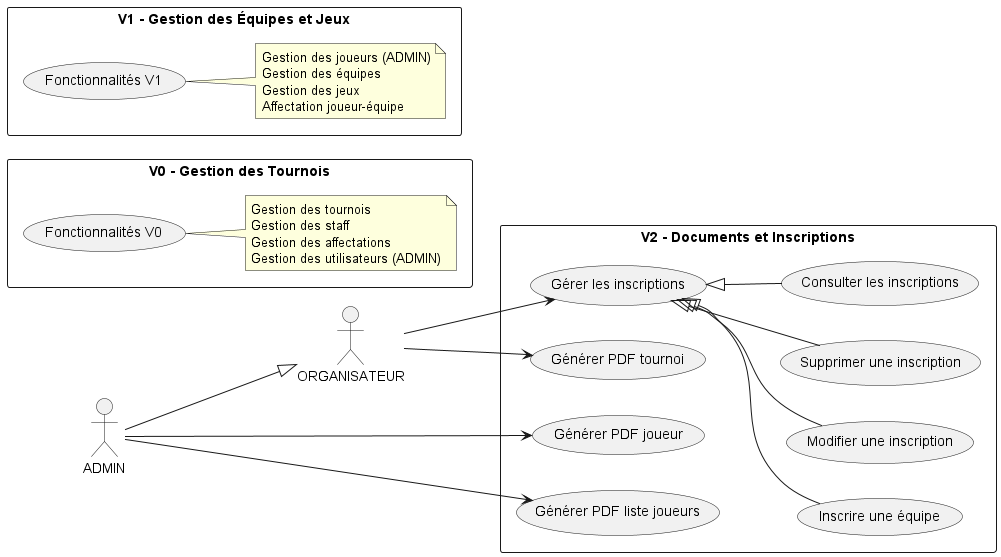 V1 - Gestion des Équipes et Jeux
Fonctionnalités V1
Gestion des joueurs (ADMIN)
Gestion des équipes
Gestion des jeux
Affectation joueur-équipe
V0 - Gestion des Tournois
Fonctionnalités V0
Gestion des tournois
Gestion des staff
Gestion des affectations
Gestion des utilisateurs (ADMIN)
V2 - Documents et Inscriptions
Gérer les inscriptions
Consulter les inscriptions
Générer PDF tournoi
Supprimer une inscription
ORGANISATEUR
Générer PDF joueur
Modifier une inscription
ADMIN
Générer PDF liste joueurs
Inscrire une équipe